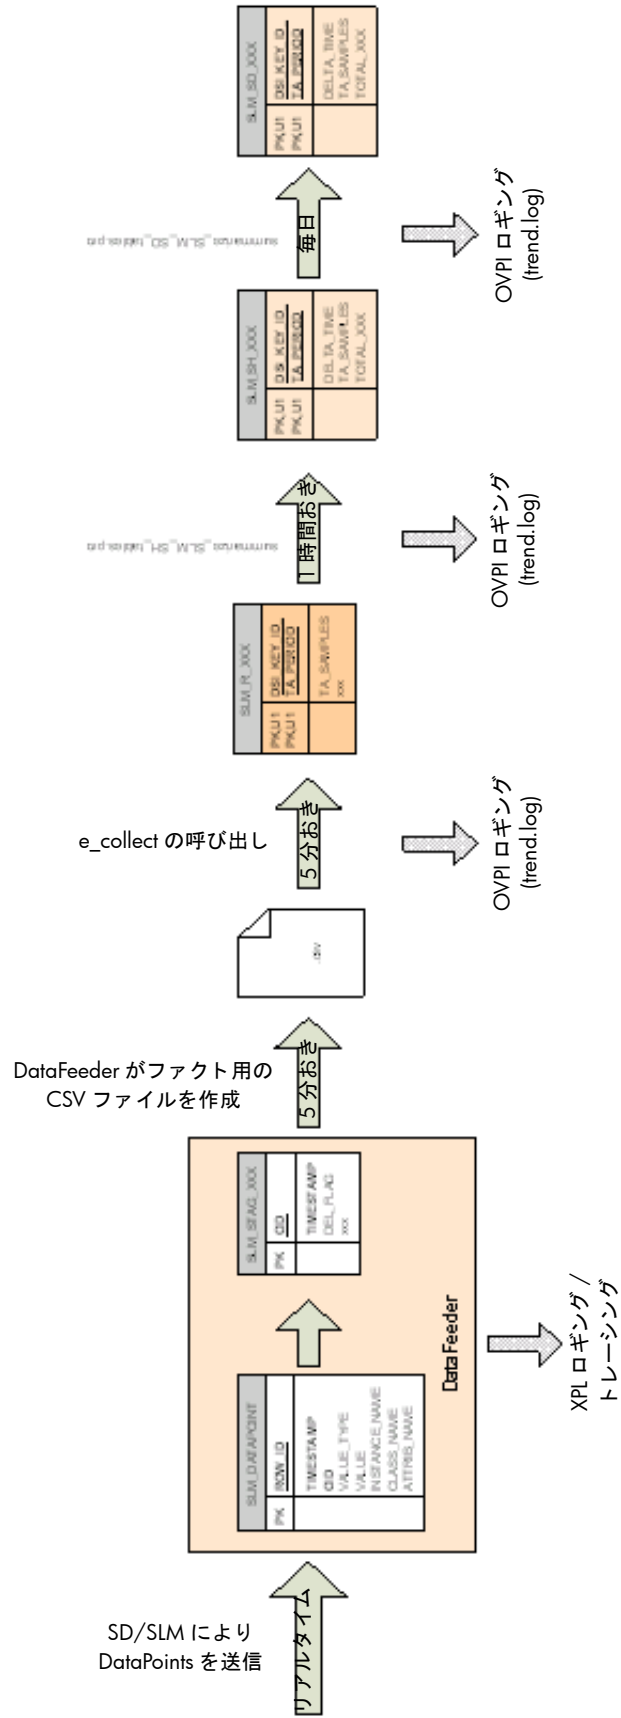 SD/SLM により
DataPoints を送信
リアルタイム
SLM_DATAPOINT
PK
ROW_ID
TIMESTAMP
CID
VALUE_TYPE
VALUE
INSTANCE_NAME
CLASS_NAME
ATTRIB_NAME
SLM_STAG_XXX
PK
CID
TIMESTAMP
DEL_FLAG
xxx
DataFeeder
XPL ロギング /
トレーシング
DataFeeder がファクト用の
CSV ファイルを作成
5 分おき
.csv
e_collect の呼び出し
5 分おき
OVPI ロギング
(trend.log)
SLM_R_XXX
PK,U1
DSI_KEY_ID
PK,U1
TA_PERIOD
TA_SAMPLES
xxx
summarize_SLM_SH_tables.pro
1 時間おき
OVPI ロギング
(trend.log)
SLM_SH_XXX
PK,U1
DSI_KEY_ID
PK,U1
TA_PERIOD
DELTA_TIME
TA_SAMPLES
TOTAL_XXX
summarize_SLM_SD_tables.pro
毎日
OVPI ロギング
(trend.log)
SLM_SD_XXX
PK,U1
DSI_KEY_ID
PK,U1
TA_PERIOD
DELTA_TIME
TA_SAMPLES
TOTAL_XXX